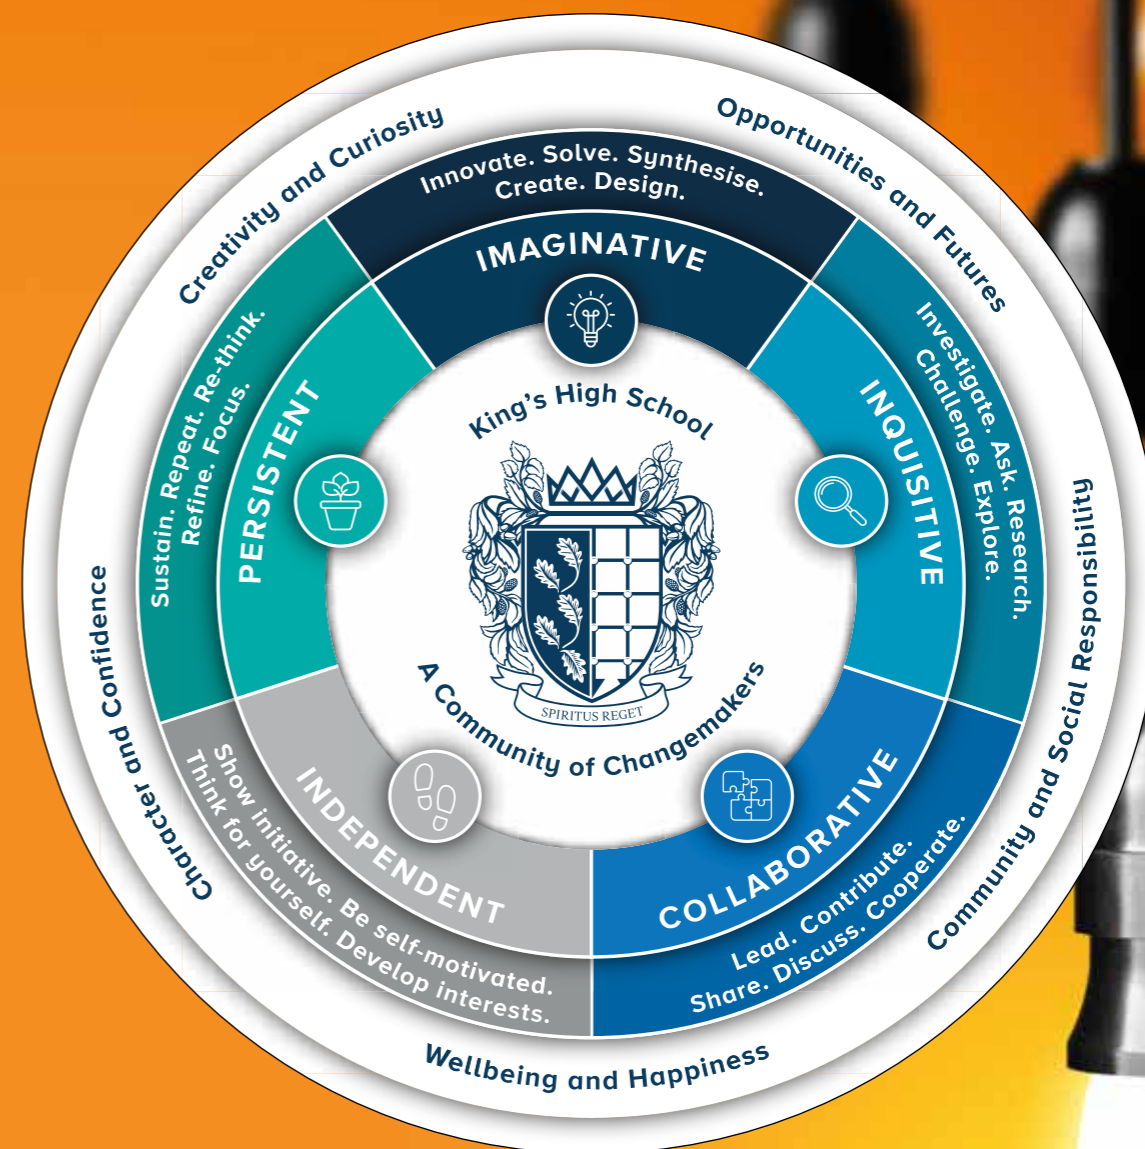 Creativity and Curiosity
Opportunities and Futures
Community and Social Responsibility
Wellbeing and Happiness
Character and Confidence
Innovate. Solve. Synthesise.
Create. Design.
IMAGINATIVE
Investigate. Ask. Research.
Challenge. Explore.
INQUISITIVE
COLLABORATIVE
Lead. Contribute.
Share. Discuss. Cooperate.
INDEPENDENT
Show initiative. Be self-motivated.
Think for yourself. Develop interests.
Sustain. Repeat. Re-think.
Refine. Focus.
PERSISTENT
King's High School
SPIRITUS REGET
A Community of Changemakers